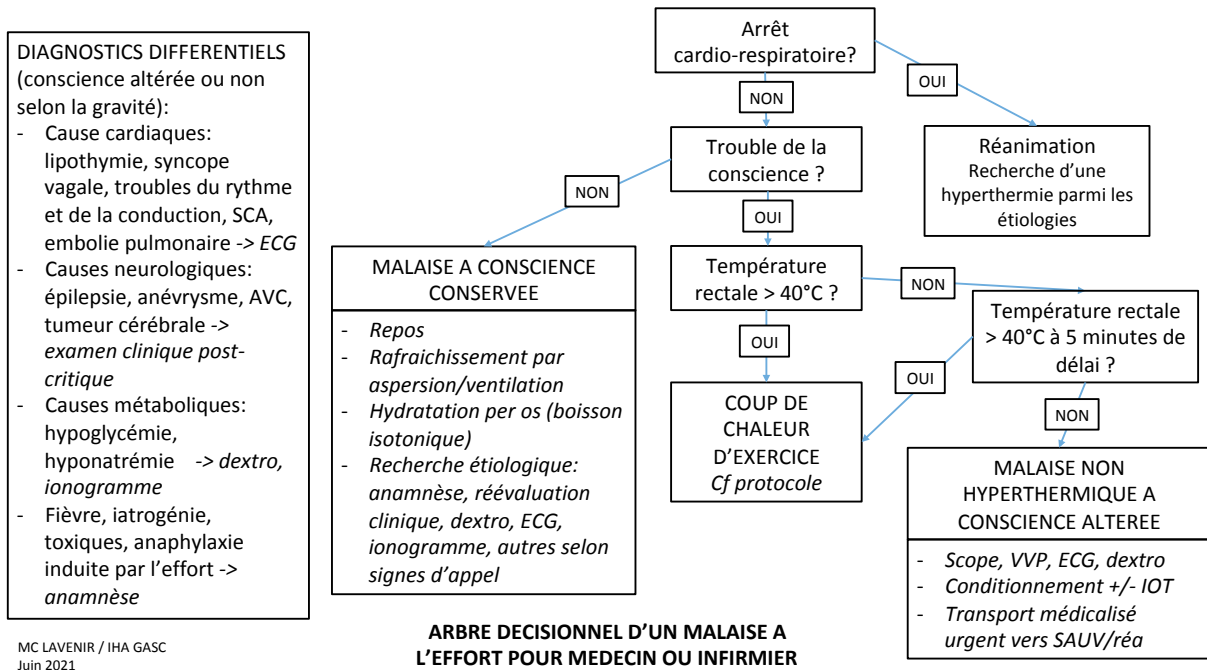 DIAGNOSTICS DIFFERENTIELS
(conscience altérée ou non
selon la gravité):
- Cause cardiaques:
lipothymie, syncope
vagale, troubles du rythme
et de la conduction, SCA,
embolie pulmonaire -> ECG
- Causes neurologiques:
épilepsie, anévrysme, AVC,
tumeur cérébrale ->
examen clinique post-
critique
- Causes métaboliques:
hypoglycémie,
hyponatrémie -> dextro,
ionogramme
- Fièvre, iatrogénie,
toxiques, anaphylaxie
induite par l'effort ->
anamnèse
Arrêt
cardio-respiratoire?
NON
OUI
Réanimation
Recherche d'une
hyperthermie parmi les
étiologies
Trouble de la
conscience ?
NON
OUI
MALAISE A CONSCIENCE
CONSERVEE
- Repos
- Rafraichissement par
aspersion/ventilation
- Hydratation per os (boisson
isotonique)
- Recherche étiologique:
anamnèse, réévaluation
clinique, dextro, ECG,
ionogramme, autres selon
signes d'appel
Température
rectale > 40°C ?
NON
OUI
Température rectale
> 40°C à 5 minutes de
délai ?
OUI
NON
COUP DE
CHALEUR
D'EXERCICE
Cf protocole
MALAISE NON
HYPERTHERMIQUE A
CONSCIENCE ALTEREE
- Scope, VVP, ECG, dextro
- Conditionnement +/- IOT
- Transport médicalisé
urgent vers SAUV/réa
MC LAVENIR / IHA GASC
Juin 2021
ARBRE DECISIONNEL D'UN MALAISE A
L'EFFORT POUR MEDECIN OU INFIRMIER